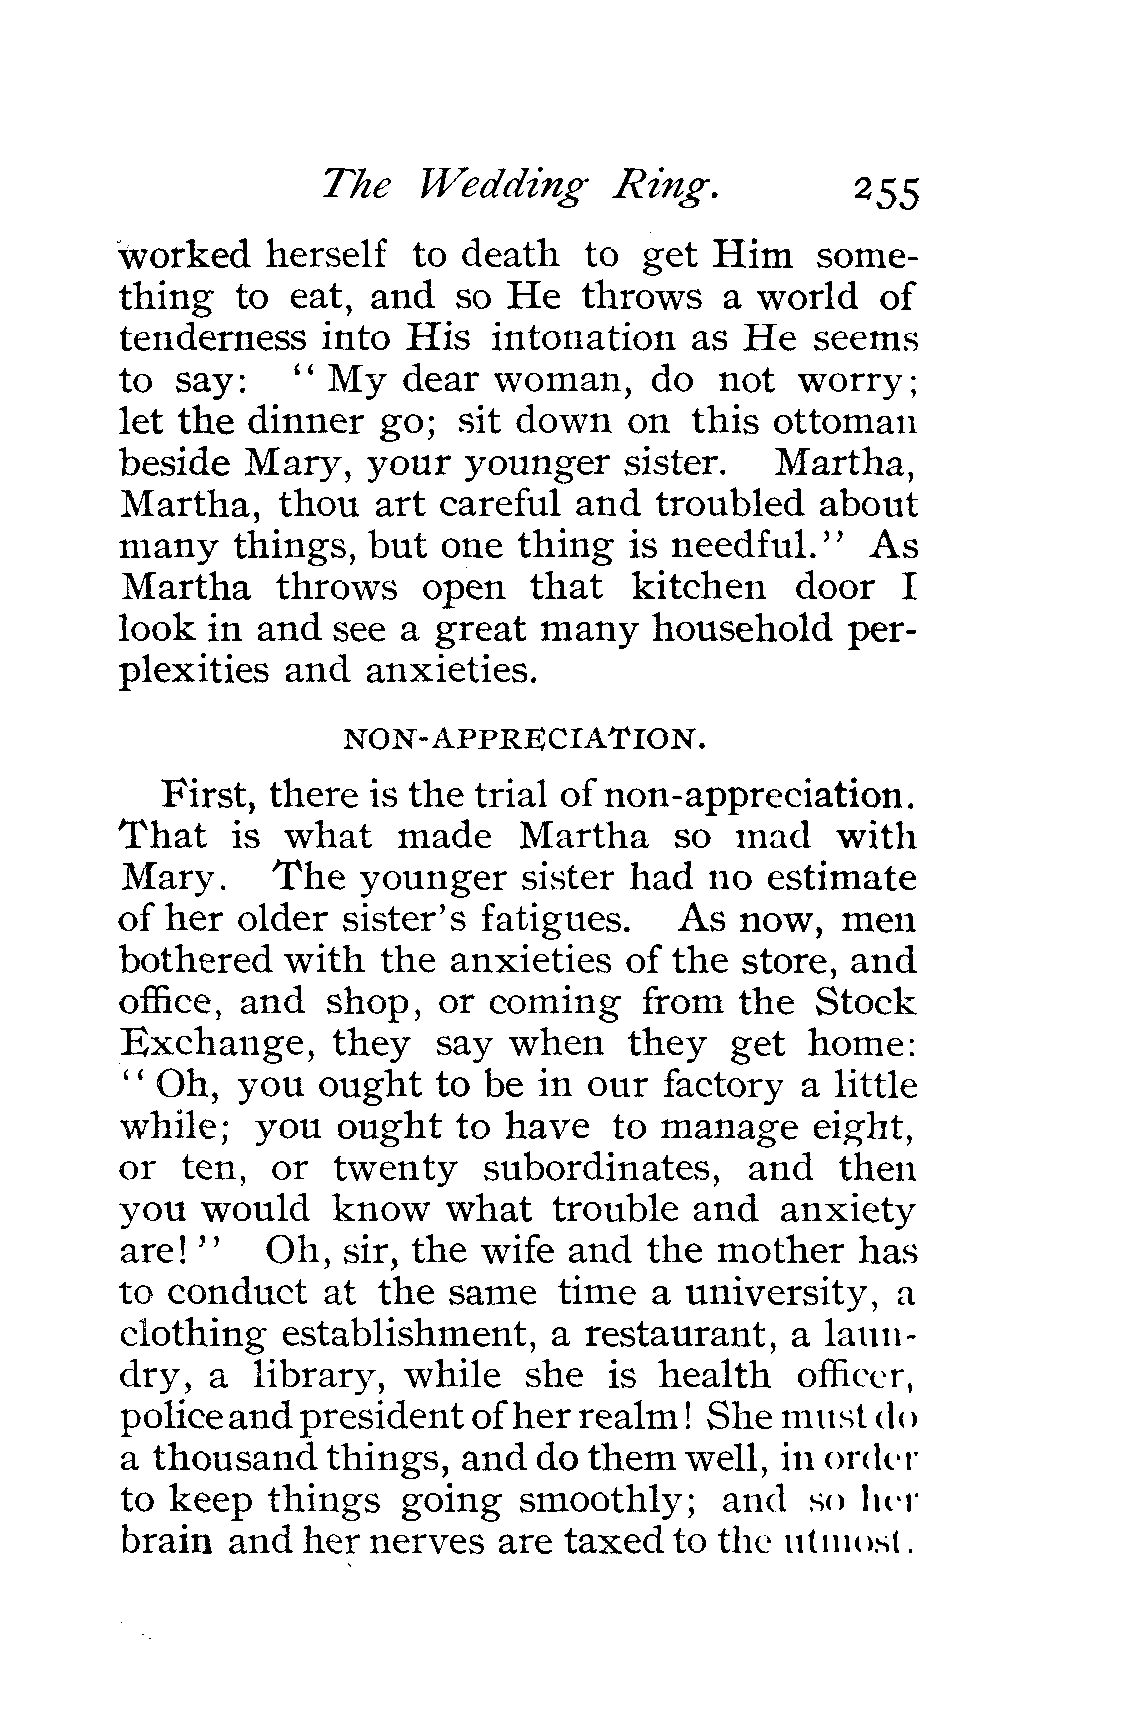 The Wedding Ring. 255
worked herself to death to get Him some-
thing to eat, and so He throws a world of
tenderness into His intonation as He seems
to say: “ My dear woman, do not worry;
let the dinner go; sit down on this ottoman
beside Mary, your younger sister. Martha,
Martha, thou art careful and troubled about
many things, but one thing is needful.” As
Martha throws open that kitchen door I
look in and see a great many household per-
plexities and anxieties.
NON-APPRECIATION.
First, there is the trial of non-appreciation.
That is what made Martha so mad with
Mary. The younger sister had no estimate
of her older sister’s fatigues. As now, men
bothered with the anxieties of the store, and
office, and shop, or coming from the Stock
Exchange, they say when they get home:
“ Oh, you ought to be in our factory a little
while; you ought to have to manage eight,
or ten, or twenty subordinates, and then
you would know what trouble and anxiety
are! ” Oh, sir, the wife and the mother has
to conduct at the same time a university, a
clothing establishment, a restaurant, a laun-
dry, a library, while she is health officer,
police and president of her realm! She must do
a thousand things, and do them well, in order
to keep things going smoothly; and so her
brain and her nerves are taxed to the utmost.